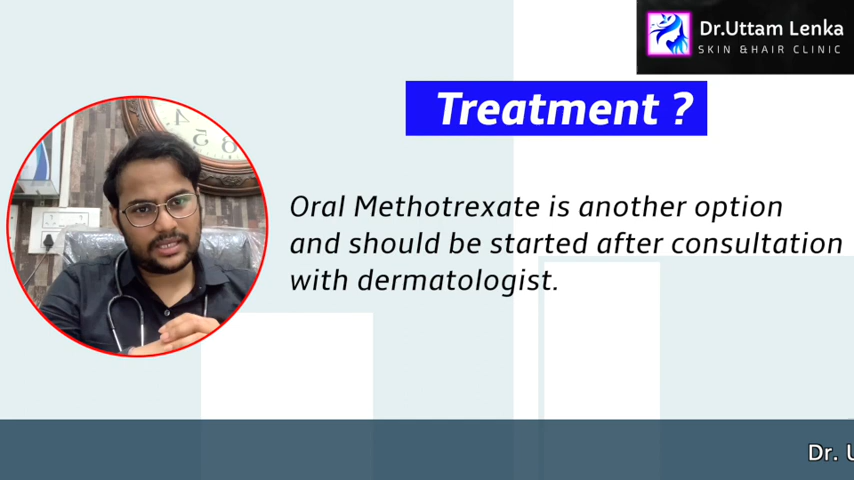 Dr.Uttam Lenka
SKIN &HAIR CLINIC
Treatment ?
Oral Methotrexate is another option
and should be started after consultation
with dermatologist.
Dr.